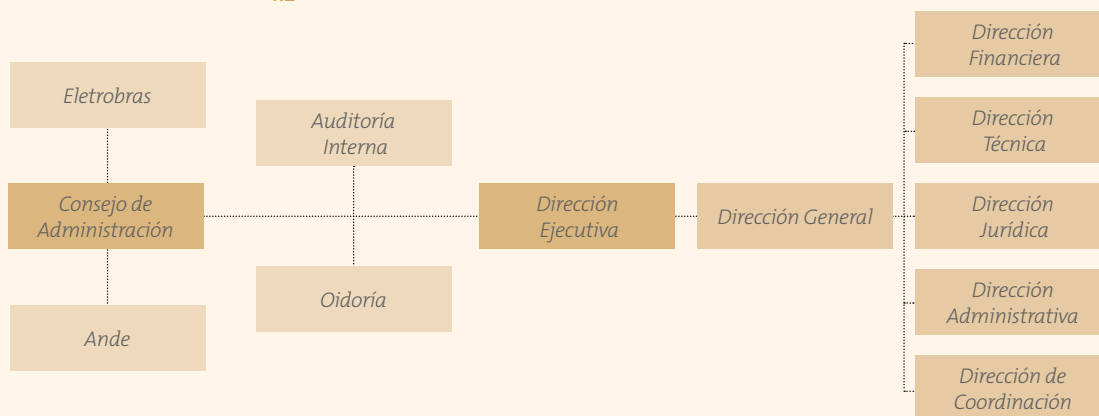 Eletrobras
Consejo de
Administración
Ande
Auditoría
Interna
Oidoría
Dirección
Ejecutiva
Dirección General
Dirección
Financiera
Dirección
Técnica
Dirección
Jurídica
Dirección
Administrativa
Dirección de
Coordinación